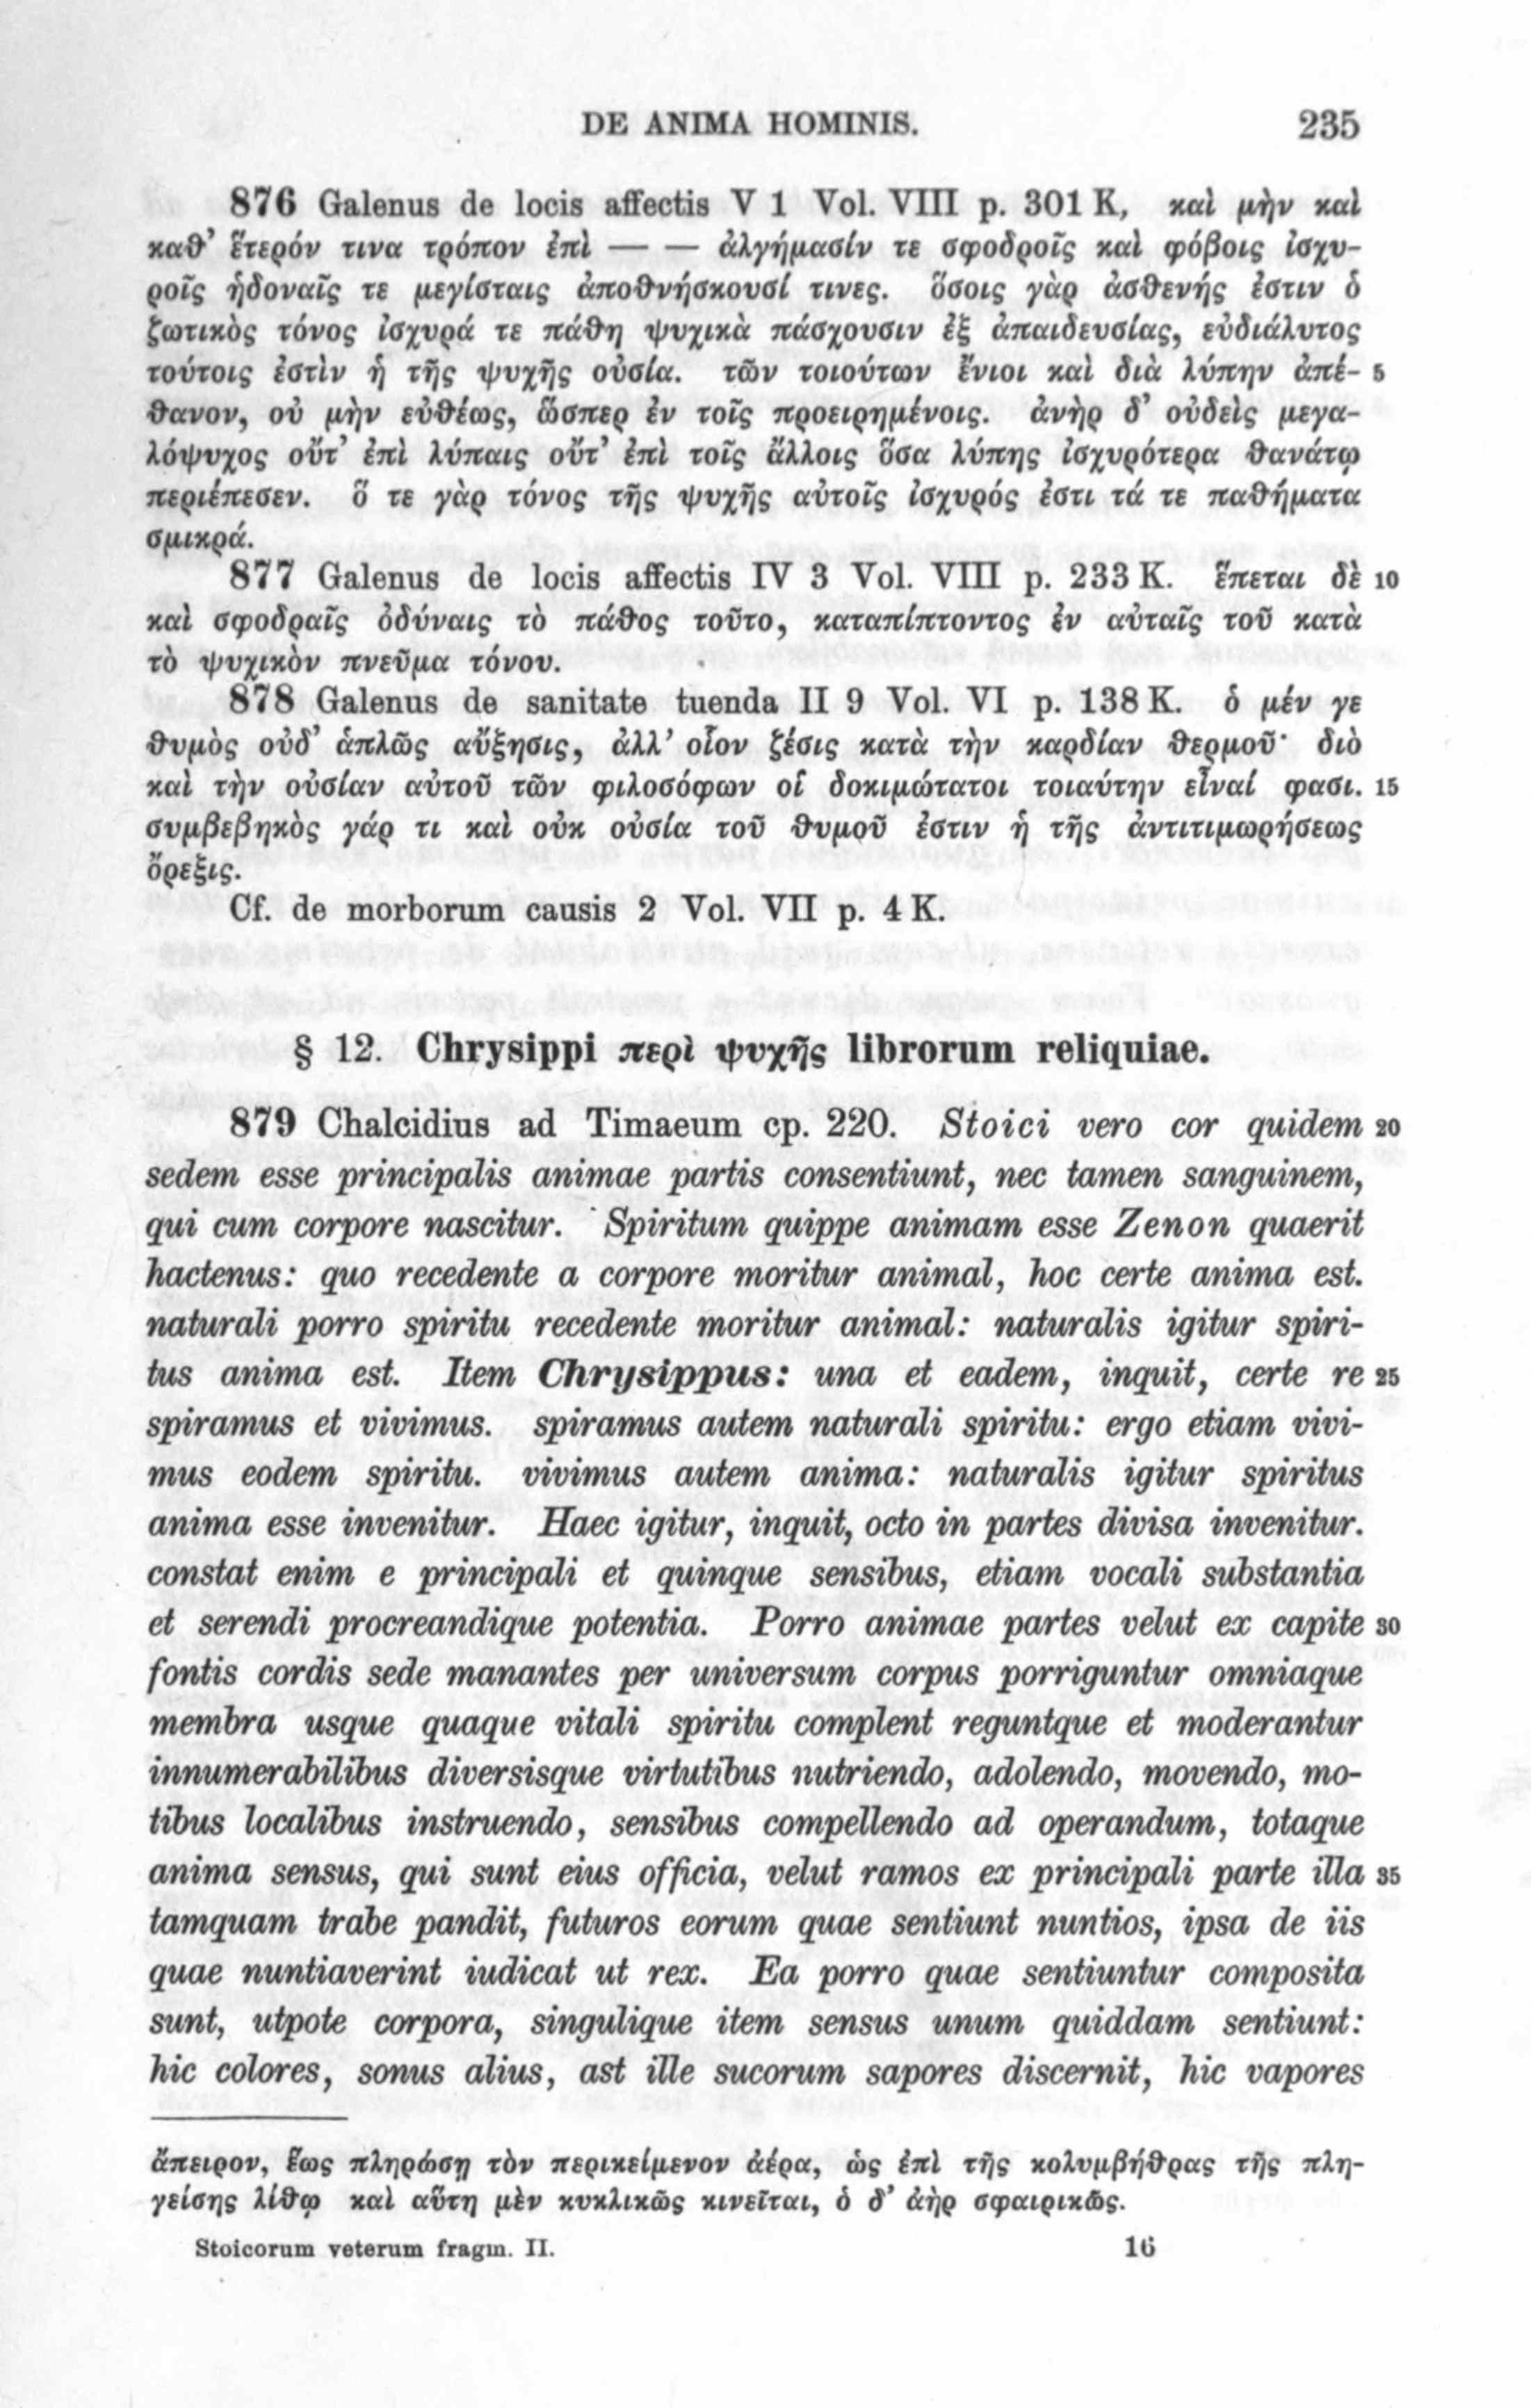 DE ANIMA HOMINIS. 235
876 Galenus de locis affectis V 1 Vol. VIII p. 301 K, καὶ μὴν καὶ
καθ’ ἕτερόν τινα τρόπον ἐπὶ — — ἀλγήμασίν τε σφοδροῖς καὶ φόβοις ἰσχυ-
ροῖς ἡδοναῖς τε μεγίσταις ἀποθνήσκουσί τινες. ὅσοις γὰρ ἀσθενής ἐστιν ὁ
ζωτικὸς τόνος ἰσχυρά τε πάθη ψυχικὰ πάσχουσιν ἐξ ἀπαιδευσίας, εὐδιάλυτος
τούτοις ἐστὶν ἡ τῆς ψυχῆς οὐσία. τῶν τοιούτων ἔνιοι καὶ διὰ λύπην ἀπέ- 5
θανον, οὐ μὴν εὐθέως, ὥσπερ ἐν τοῖς προειρημένοις. ἀνὴρ δ’ οὐδεὶς μεγα-
λόψυχος οὔτ’ ἐπὶ λύπαις οὔτ’ ἐπὶ τοῖς ἄλλοις ὅσα λύπης ἰσχυρότερα θανάτῳ
περιέπεσεν. ὅ τε γὰρ τόνος τῆς ψυχῆς αὐτοῖς ἰσχυρός ἐστι τά τε παθήματα
σμικρά.
877 Galenus de locis affectis IV 3 Vol. VIII p. 233 K. ἕπεται δὲ 10
καὶ σφοδραῖς ὀδύναις τὸ πάθος τοῦτο, καταπίπτοντος ἐν αὐταῖς τοῦ κατὰ
τὸ ψυχικὸν πνεῦμα τόνου.
878 Galenus de sanitate tuenda II 9 Vol. VI p. 138 K. ὁ μέν γε
θυμὸς οὐδ’ ἁπλῶς αὔξησις, ἀλλ’ οἷον ζέσις κατὰ τὴν καρδίαν θερμοῦ· διὸ
καὶ τὴν οὐσίαν αὐτοῦ τῶν φιλοσόφων οἱ δοκιμώτατοι τοιαύτην εἶναί φασι. 15
συμβεβηκὸς γάρ τι καὶ οὐκ οὐσία τοῦ θυμοῦ ἐστιν ἡ τῆς ἀντιτιμωρήσεως
ὄρεξις.
Cf. de morborum causis 2 Vol. VII p. 4 K.
§ 12. Chrysippi περὶ ψυχῆς librorum reliquiae.
879 Chalcidius ad Timaeum cp. 220. Stoici vero cor quidem 20
sedem esse principalis animae partis consentiunt, nec tamen sanguinem,
qui cum corpore nascitur. Spiritum quippe animam esse Zenon quaerit
hactenus: quo recedente a corpore moritur animal, hoc certe anima est.
naturali porro spiritu recedente moritur animal: naturalis igitur spiri-
tus anima est. Item Chrysippus: una et eadem, inquit, certe re 25
spiramus et vivimus. spiramus autem naturali spiritu: ergo etiam vivi-
mus eodem spiritu. vivimus autem anima: naturalis igitur spiritus
anima esse invenitur. Haec igitur, inquit, octo in partes divisa invenitur.
constat enim e principali et quinque sensibus, etiam vocali substantia
et serendi procreandique potentia. Porro animae partes velut ex capite 30
fontis cordis sede manantes per universum corpus porriguntur omniaque
membra usque quaque vitali spiritu complent reguntque et moderantur
innumerabilibus diversisque virtutibus nutriendo, adolendo, movendo, mo-
tibus localibus instruendo, sensibus compellendo ad operandum, totaque
anima sensus, qui sunt eius officia, velut ramos ex principali parte illa 35
tamquam trabe pandit, futuros eorum quae sentiunt nuntios, ipsa de iis
quae nuntiaverint iudicat ut rex. Ea porro quae sentiuntur composita
sunt, utpote corpora, singulique item sensus unum quiddam sentiunt:
hic colores, sonus alius, ast ille sucorum sapores discernit, hic vapores
ἄπειρον, ἕως πληρώσῃ τὸν περικείμενον ἀέρα, ὡς ἐπὶ τῆς κολυμβήθρας τῆς πλη-
γείσης λίθῳ καὶ αὕτη μὲν κυκλικῶς κινεῖται, ὁ δ’ ἀὴρ σφαιρικῶς.
Stoicorum veterum fragm. II. 16